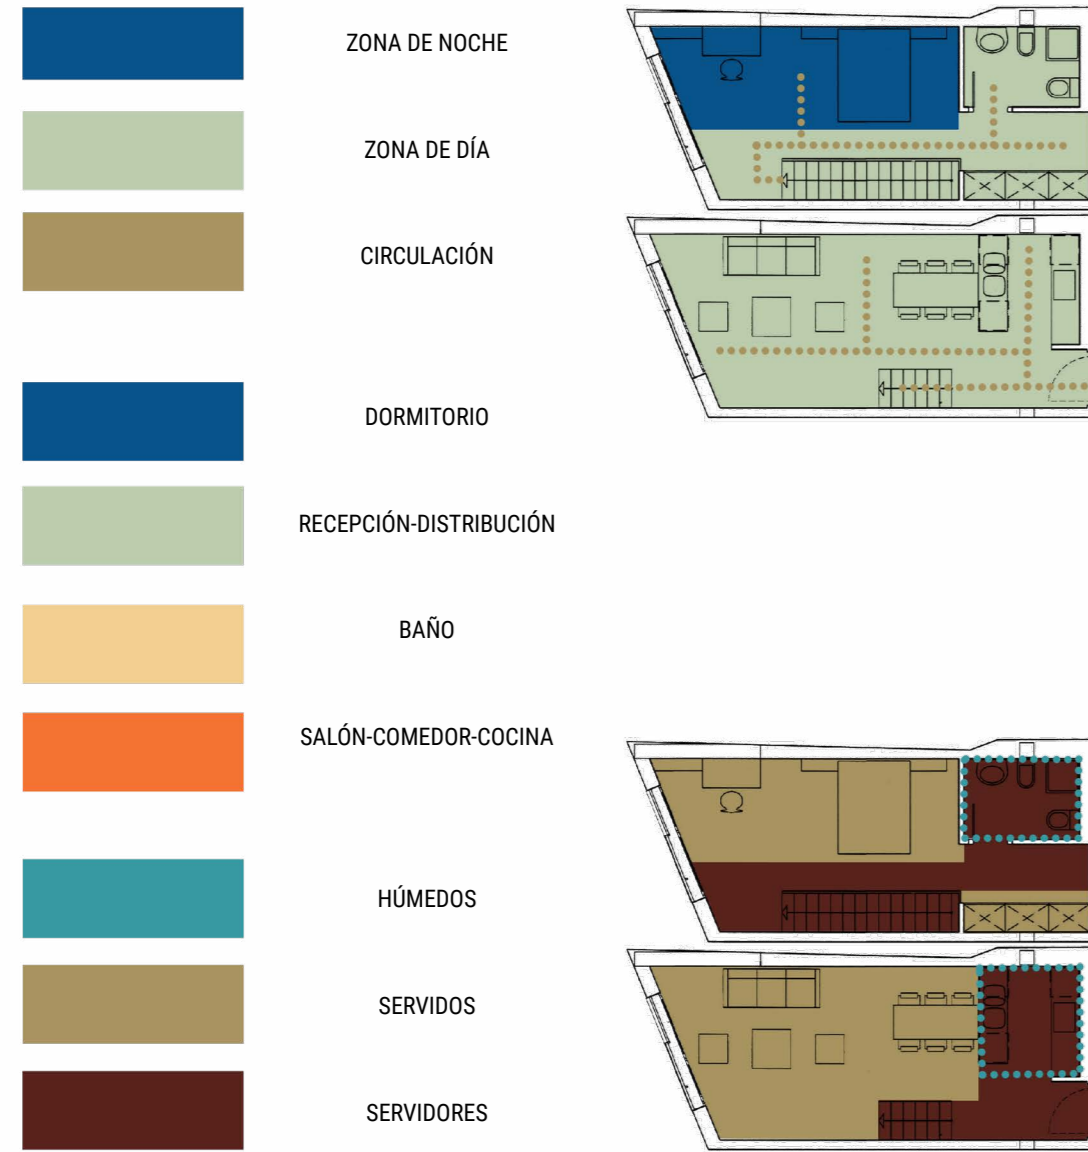 ZONA DE NOCHE
ZONA DE DÍA
CIRCULACIÓN
DORMITORIO
RECEPCIÓN-DISTRIBUCIÓN
BAÑO
SALÓN-COMEDOR-COCINA
HÚMEDOS
SERVIDOS
SERVIDORES